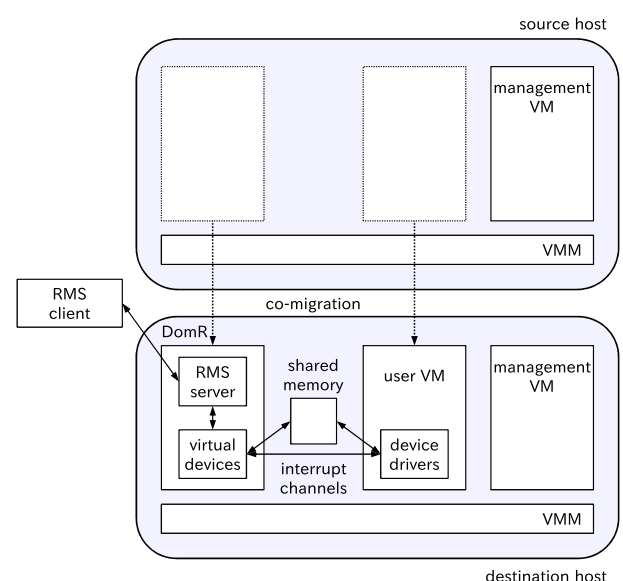 source host
management
VM
VMM
RMS
client
co-migration
DomR
RMS
server
shared
memory
user VM
management
VM
virtual
devices
device
drivers
interrupt
channels
VMM
destination host